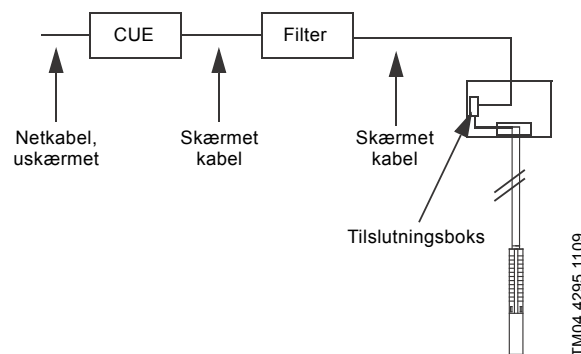 CUE
Filter
Netkabel,
uskærmet
Skærmet
kabel
Skærmet
kabel
Tilslutningsboks
TM04 4295 1109